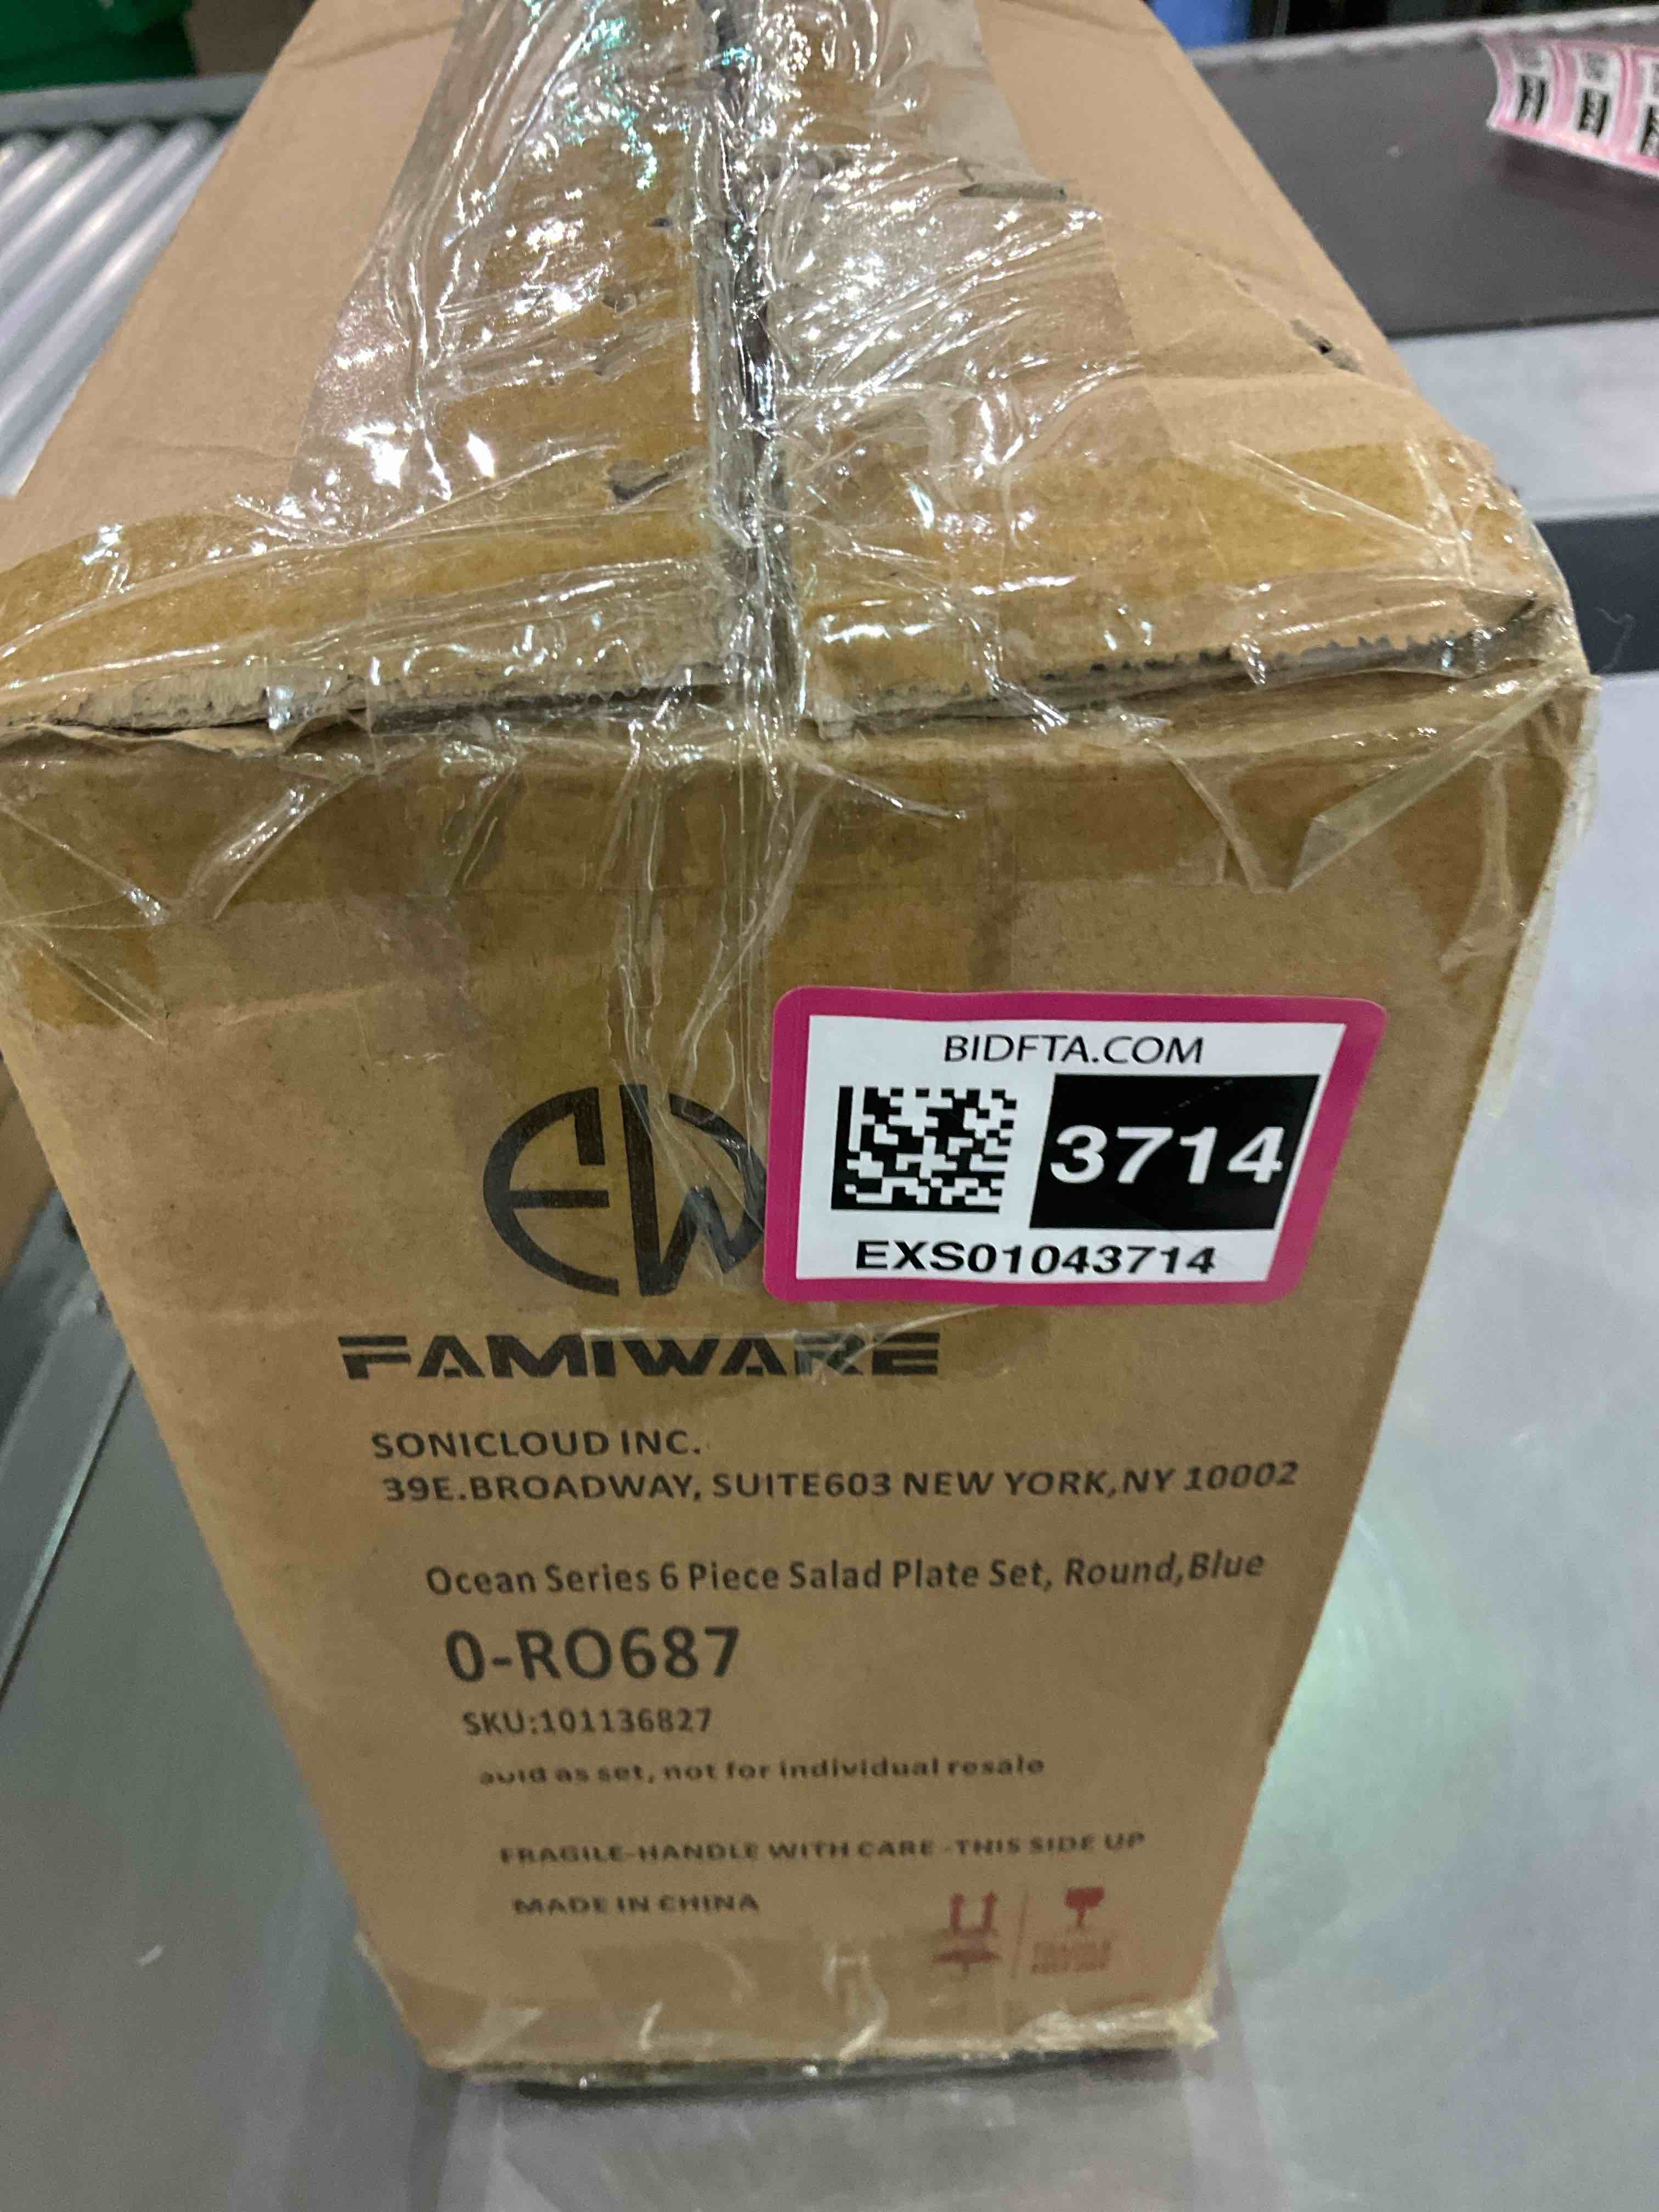 BIDFTA.COM
3714
EXS01043714
FAMIWARE
SONICLOUD INC.
39E.BROADWAY, SUITE603 NEW YORK,NY 10002
Ocean Series 6 Piece Salad Plate Set, Round,Blue
0-RO687
SKU:101136827
as set, not for individual resale
FRAGILE-HANDLE WITH CARE-THIS SIDE UP
MADE IN CHINA